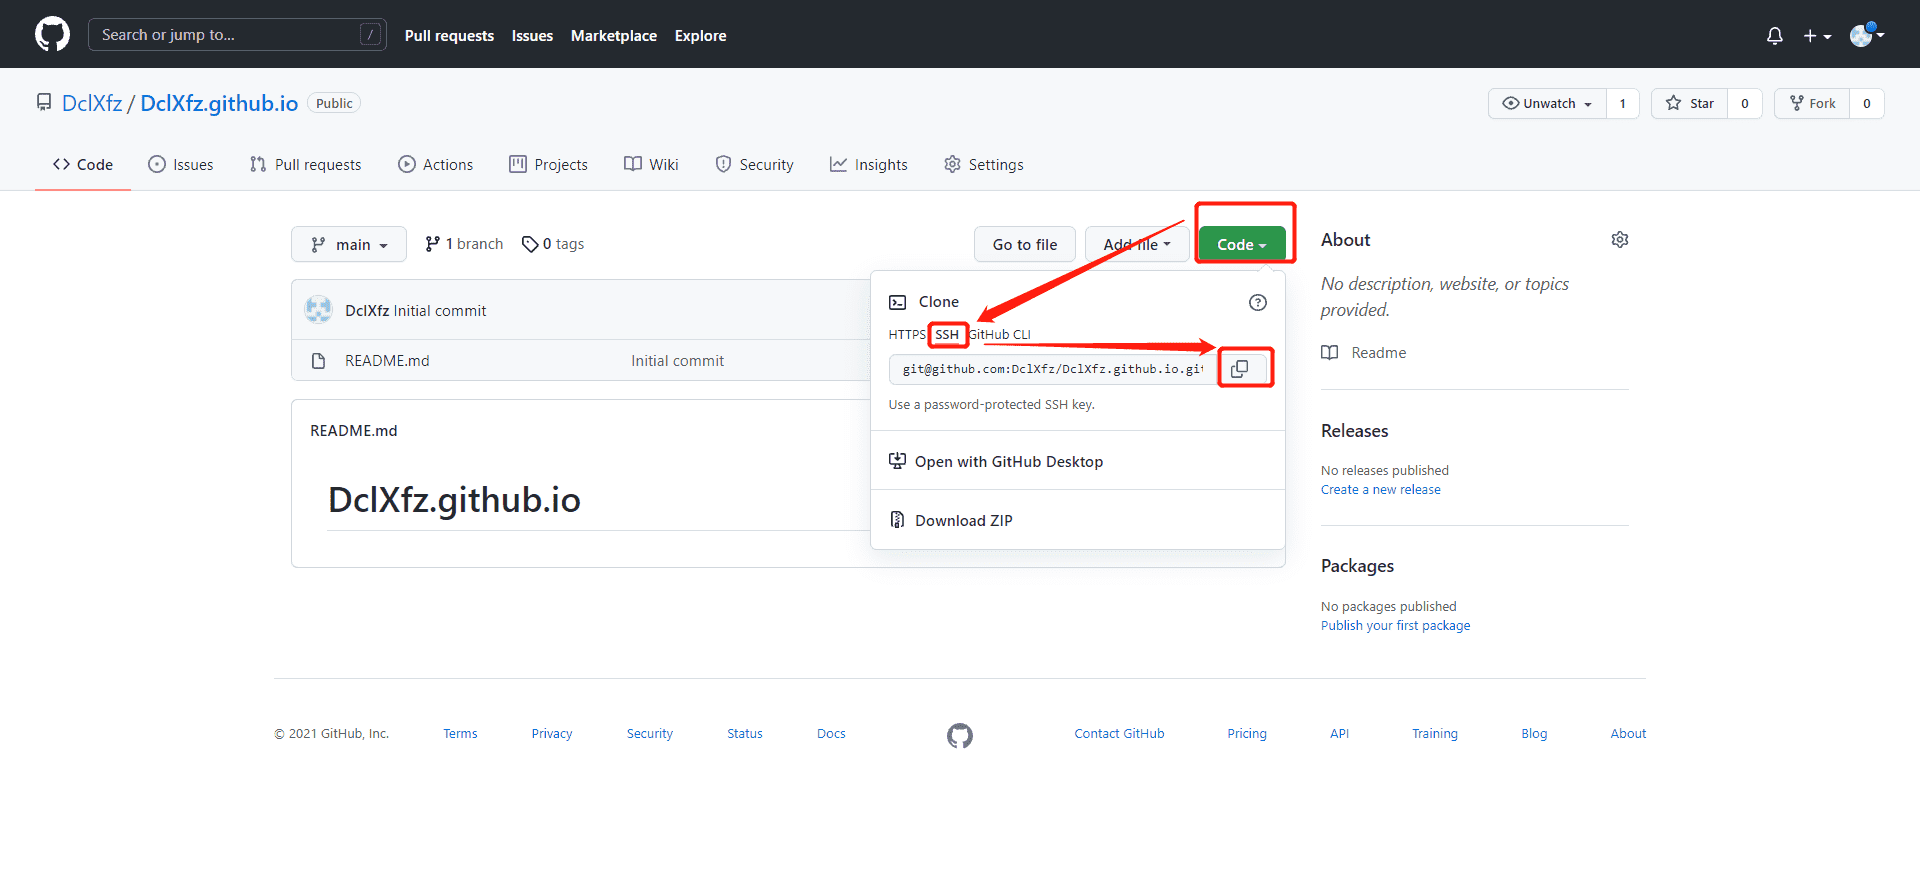 Search or jump to... /
Pull requests Issues Marketplace Explore
DclXfz / DclXfz.github.io Public
Unwatch 1 Star 0 Fork 0
Code Issues Pull requests Actions Projects Wiki Security Insights Settings
main 1 branch 0 tags
Go to file Add file Code
DclXfz Initial commit
README.md Initial commit
README.md
DclXfz.github.io
Clone
HTTPS SSH GitHub CLI
git@github.com:DclXfz/DclXfz.github.io.git
Use a password-protected SSH key.
Open with GitHub Desktop
Download ZIP
About
No description, website, or topics
provided.
Readme
Releases
No releases published
Create a new release
Packages
No packages published
Publish your first package
© 2021 GitHub, Inc. Terms Privacy Security Status Docs Contact GitHub Pricing API Training Blog About